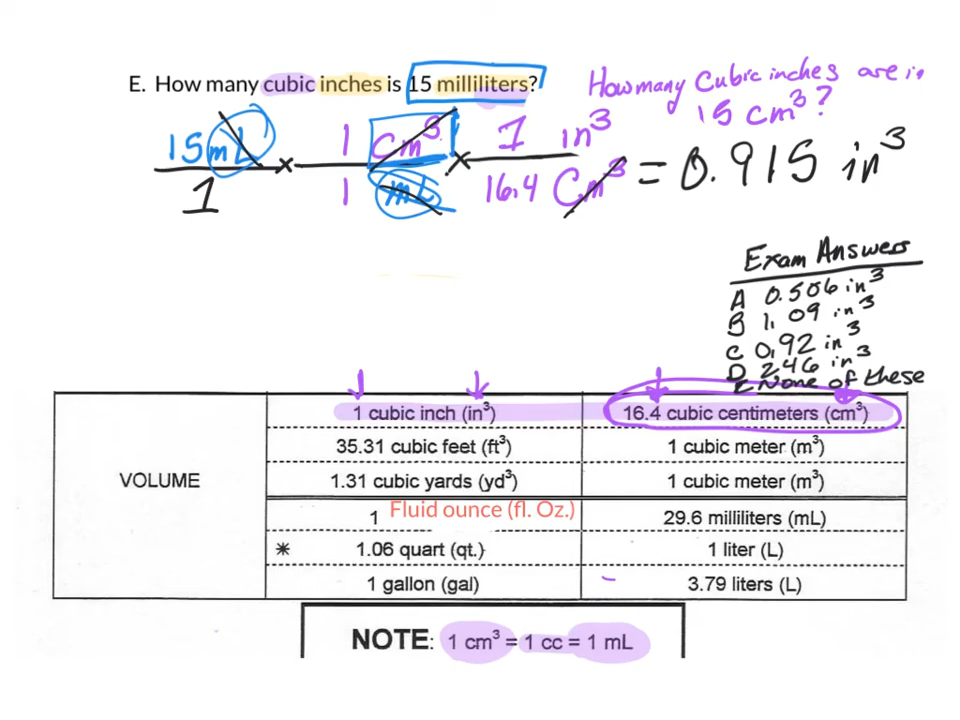 E. How many cubic inches is 15 milliliters?
How many Cubic inches are in
15 cm³?
15 mL / 1 × 1 cm³ / 1 mL × 1 in³ / 16.4 cm³ = 0.915 in³
Exam Answers
A 0.506 in³
B 1.09 in³
C 0.92 in³
D 246 in³
E None of these
VOLUME
1 cubic inch (in³) 16.4 cubic centimeters (cm³)
35.31 cubic feet (ft³) 1 cubic meter (m³)
1.31 cubic yards (yd³) 1 cubic meter (m³)
1 Fluid ounce (fl. Oz.) 29.6 milliliters (mL)
* 1.06 quart (qt.) 1 liter (L)
1 gallon (gal) 3.79 liters (L)
NOTE: 1 cm³ = 1 cc = 1 mL